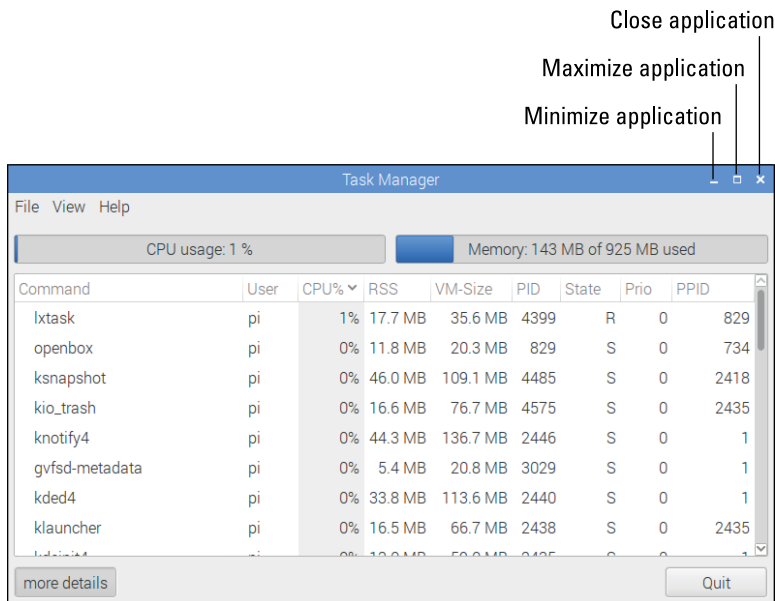 Close application
Maximize application
Minimize application
Task Manager
File View Help
CPU usage: 1 % Memory: 143 MB of 925 MB used
Command User CPU% RSS VM-Size PID State Prio PPID
lxtask pi 1% 17.7 MB 35.6 MB 4399 R 0 829
openbox pi 0% 11.8 MB 20.3 MB 829 S 0 734
ksnapshot pi 0% 46.0 MB 109.1 MB 4485 S 0 2418
kio_trash pi 0% 16.6 MB 76.7 MB 4575 S 0 2435
knotify4 pi 0% 44.3 MB 136.7 MB 2446 S 0 1
gvfsd-metadata pi 0% 5.4 MB 20.8 MB 3029 S 0 1
kded4 pi 0% 33.8 MB 113.6 MB 2440 S 0 1
klauncher pi 0% 16.5 MB 66.7 MB 2438 S 0 2435
more details Quit